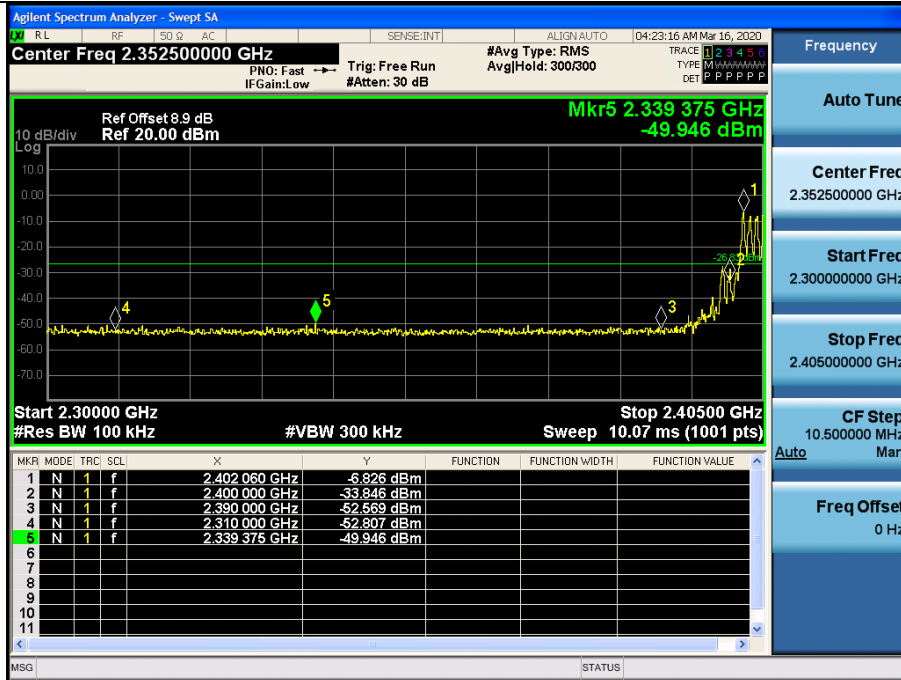 Agilent Spectrum Analyzer - Swept SA
LXI RL RF 50 Ω AC SENSE:INT ALIGN AUTO 04:23:16 AM Mar 16, 2020
Center Freq 2.352500000 GHz
PNO: Fast
IFGain:Low
Trig: Free Run
#Atten: 30 dB
#Avg Type: RMS
Avg|Hold: 300/300
TRACE 1 2 3 4 5 6
TYPE M WWWWW
DET P P P P P P
Frequency
Auto Tune
Center Freq
2.352500000 GHz
Start Freq
2.300000000 GHz
Stop Freq
2.405000000 GHz
CF Step
10.500000 MHz
Auto Man
Freq Offset
0 Hz
Mkr5 2.339 375 GHz
-49.946 dBm
Ref Offset 8.9 dB
10 dB/div Ref 20.00 dBm
Log
10.0
0.00
-10.0
-20.0
-30.0
-40.0
-50.0
-60.0
-70.0
1
2
3
4
5
Start 2.30000 GHz Stop 2.40500 GHz
#Res BW 100 kHz #VBW 300 kHz Sweep 10.07 ms (1001 pts)
MKR MODE TRC SCL X Y FUNCTION FUNCTION WIDTH FUNCTION VALUE
1 N 1 f 2.402 060 GHz -6.826 dBm
2 N 1 f 2.400 000 GHz -33.846 dBm
3 N 1 f 2.390 000 GHz -52.569 dBm
4 N 1 f 2.310 000 GHz -52.807 dBm
5 N 1 f 2.339 375 GHz -49.946 dBm
6
7
8
9
10
11
MSG STATUS